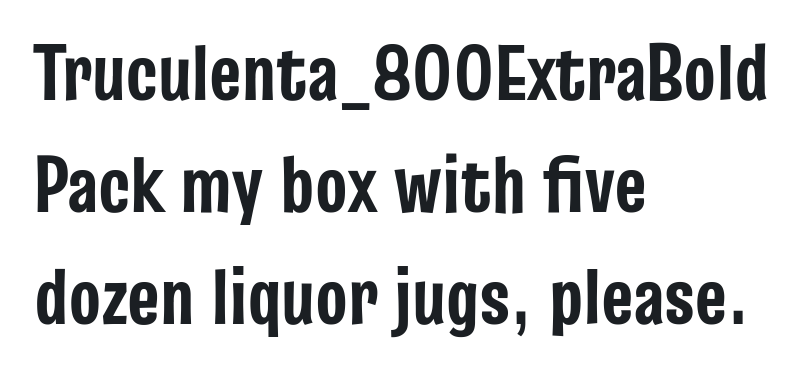 Truculenta_800ExtraBold
Pack my box with five
dozen liquor jugs, please.